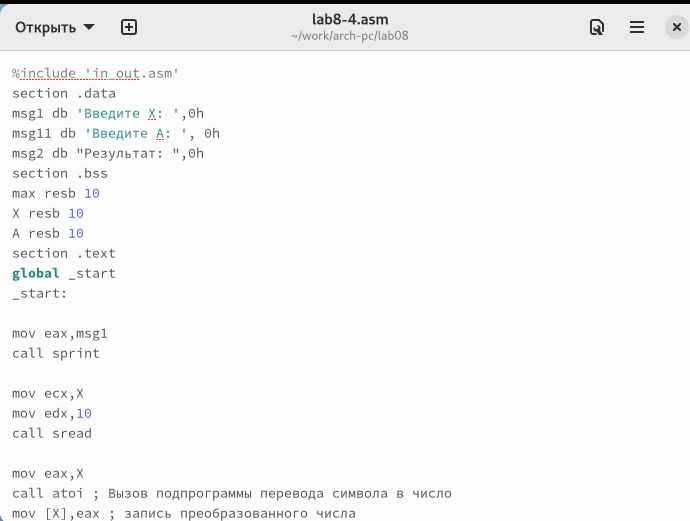 Открыть
lab8-4.asm
~/work/arch-pc/lab08
%include 'in_out.asm'
section .data
msg1 db 'Введите X: ',0h
msg11 db 'Введите A: ', 0h
msg2 db "Результат: ",0h
section .bss
max resb 10
X resb 10
A resb 10
section .text
global _start
_start:
mov eax,msg1
call sprint
mov ecx,X
mov edx,10
call sread
mov eax,X
call atoi ; Вызов подпрограммы перевода символа в число
mov [X],eax ; запись преобразованного числа